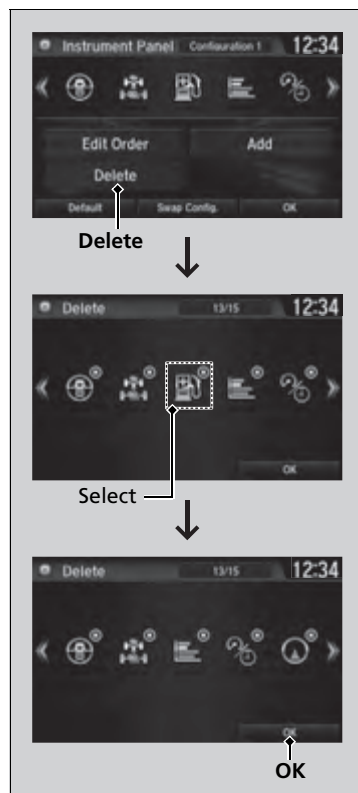 Instrument Panel Configuration 1 12:34
Edit Order Add
Delete
Default Swap Config. OK
Delete
Delete 13/15 12:34
OK
Select
Delete 13/15 12:34
OK
OK